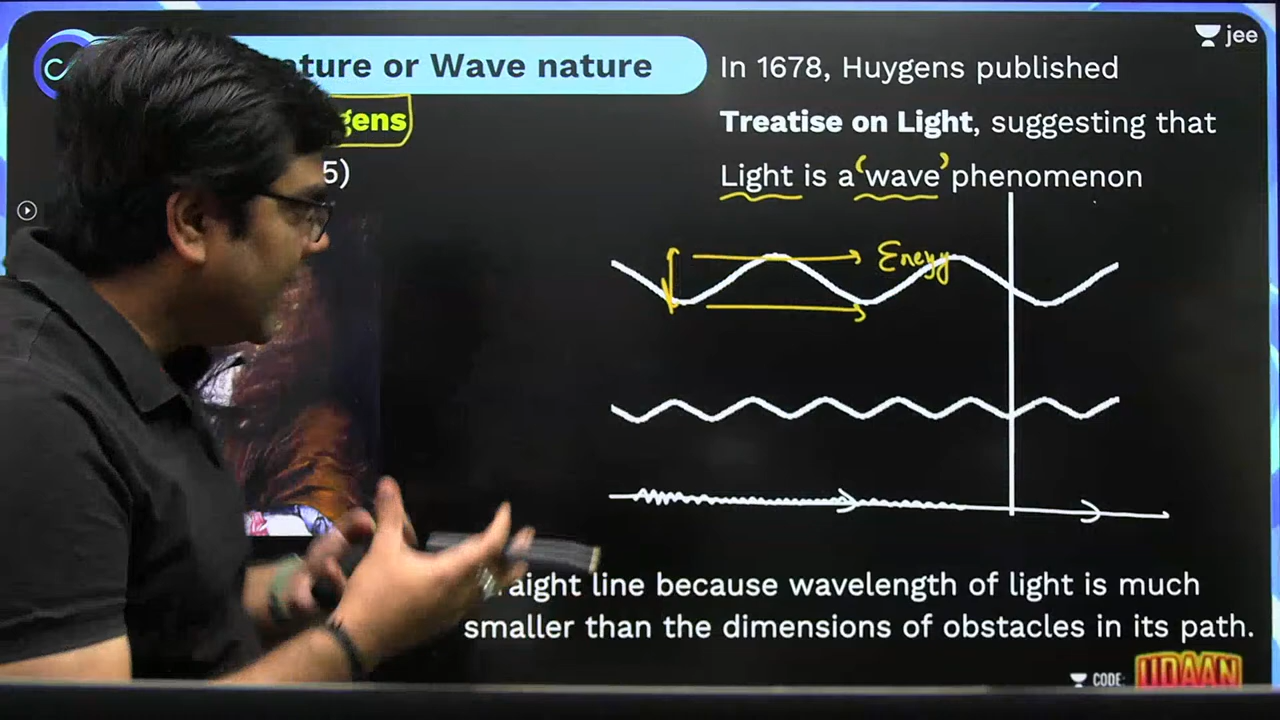 jee
ature or Wave nature
gens
5)
In 1678, Huygens published
Treatise on Light, suggesting that
Light is a 'wave' phenomenon
Energy
aight line because wavelength of light is much
smaller than the dimensions of obstacles in its path.
CODE: UDAAN